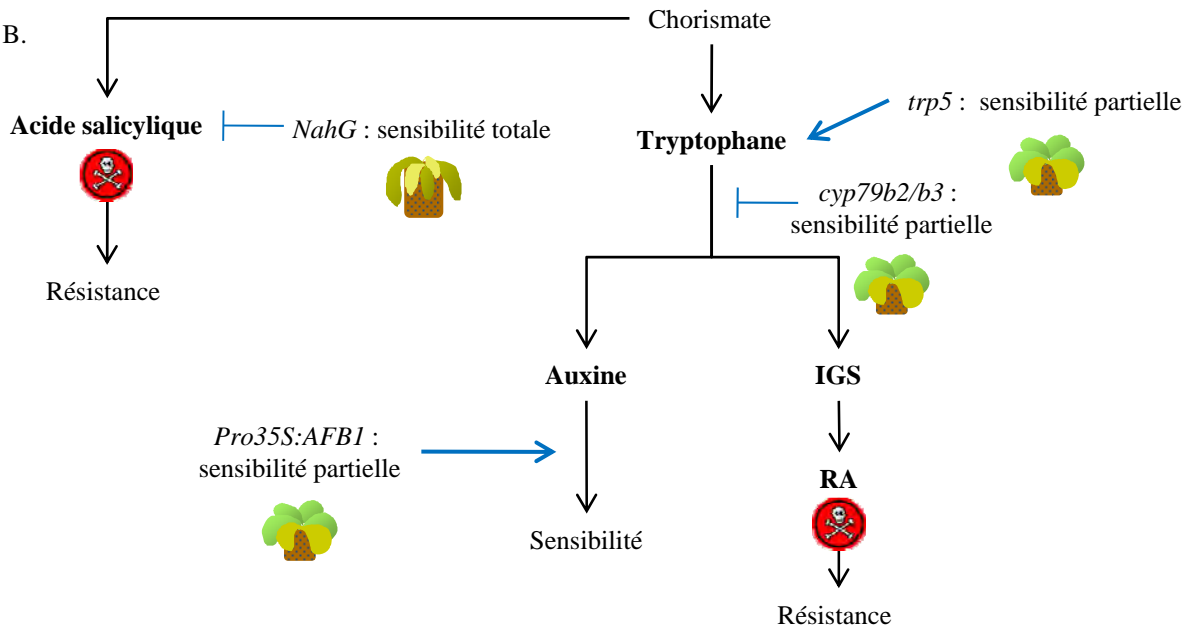 B.
Chorismate
Acide salicylique
NahG : sensibilité totale
Résistance
Tryptophane
trp5 : sensibilité partielle
cyp79b2/b3 :
sensibilité partielle
Auxine
IGS
Pro35S:AFB1 :
sensibilité partielle
RA
Sensibilité
Résistance